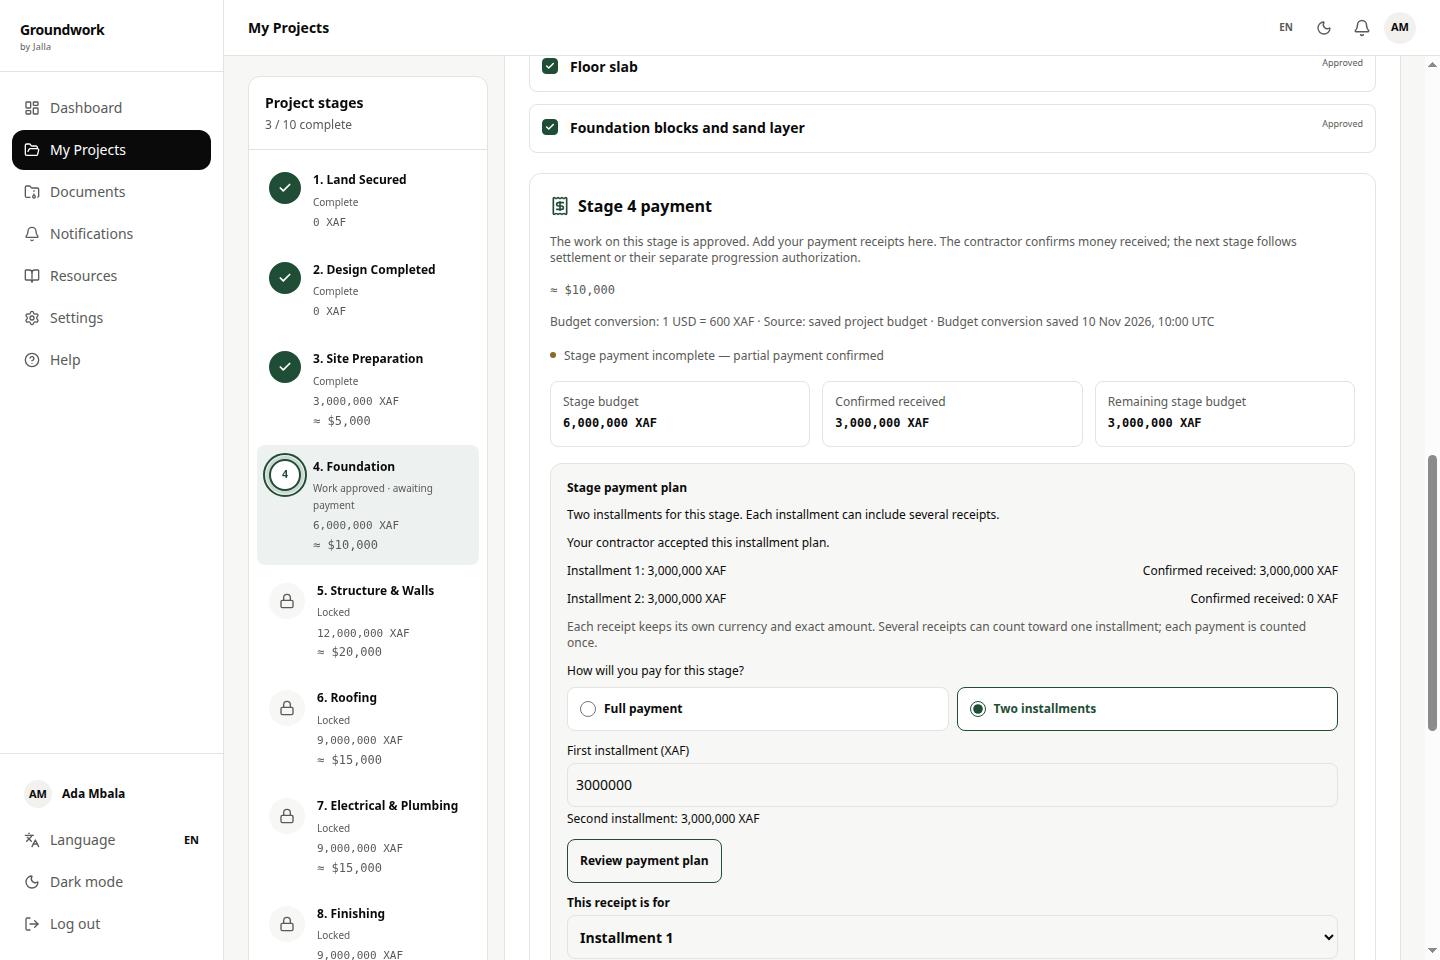 Groundwork
by Jalla
Dashboard
My Projects
Documents
Notifications
Resources
Settings
Help
AM
Ada Mbala
Language
EN
Dark mode
Log out
My Projects
EN
AM
Project stages
3 / 10 complete
1. Land Secured
Complete
0 XAF
2. Design Completed
Complete
0 XAF
3. Site Preparation
Complete
3,000,000 XAF
≈ $5,000
4
4. Foundation
Work approved · awaiting
payment
6,000,000 XAF
≈ $10,000
5. Structure & Walls
Locked
12,000,000 XAF
≈ $20,000
6. Roofing
Locked
9,000,000 XAF
≈ $15,000
7. Electrical & Plumbing
Locked
9,000,000 XAF
≈ $15,000
8. Finishing
Locked
9,000,000 XAF
Floor slab
Approved
Foundation blocks and sand layer
Approved
Stage 4 payment
The work on this stage is approved. Add your payment receipts here. The contractor confirms money received; the next stage follows
settlement or their separate progression authorization.
≈ $10,000
Budget conversion: 1 USD = 600 XAF · Source: saved project budget · Budget conversion saved 10 Nov 2026, 10:00 UTC
Stage payment incomplete — partial payment confirmed
Stage budget
6,000,000 XAF
Confirmed received
3,000,000 XAF
Remaining stage budget
3,000,000 XAF
Stage payment plan
Two installments for this stage. Each installment can include several receipts.
Your contractor accepted this installment plan.
Installment 1: 3,000,000 XAF
Confirmed received: 3,000,000 XAF
Installment 2: 3,000,000 XAF
Confirmed received: 0 XAF
Each receipt keeps its own currency and exact amount. Several receipts can count toward one installment; each payment is counted
once.
How will you pay for this stage?
Full payment
Two installments
First installment (XAF)
3000000
Second installment: 3,000,000 XAF
Review payment plan
This receipt is for
Installment 1